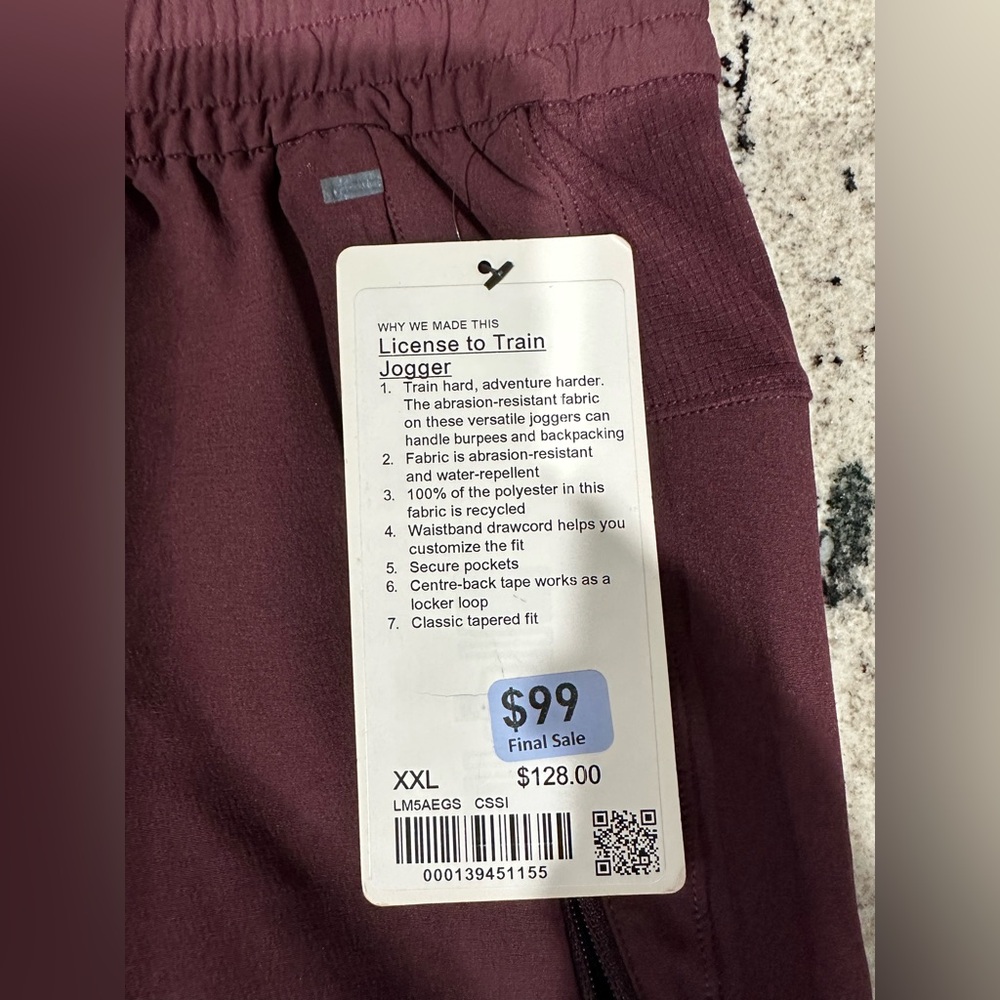 WHY WE MADE THIS
License to Train
Jogger
1. Train hard, adventure harder.
The abrasion-resistant fabric
on these versatile joggers can
handle burpees and backpacking
2. Fabric is abrasion-resistant
and water-repellent
3. 100% of the polyester in this
fabric is recycled
4. Waistband drawcord helps you
customize the fit
5. Secure pockets
6. Centre-back tape works as a
locker loop
7. Classic tapered fit
$99
Final Sale
XXL $128.00
LM5AEGS CSSI
000139451155